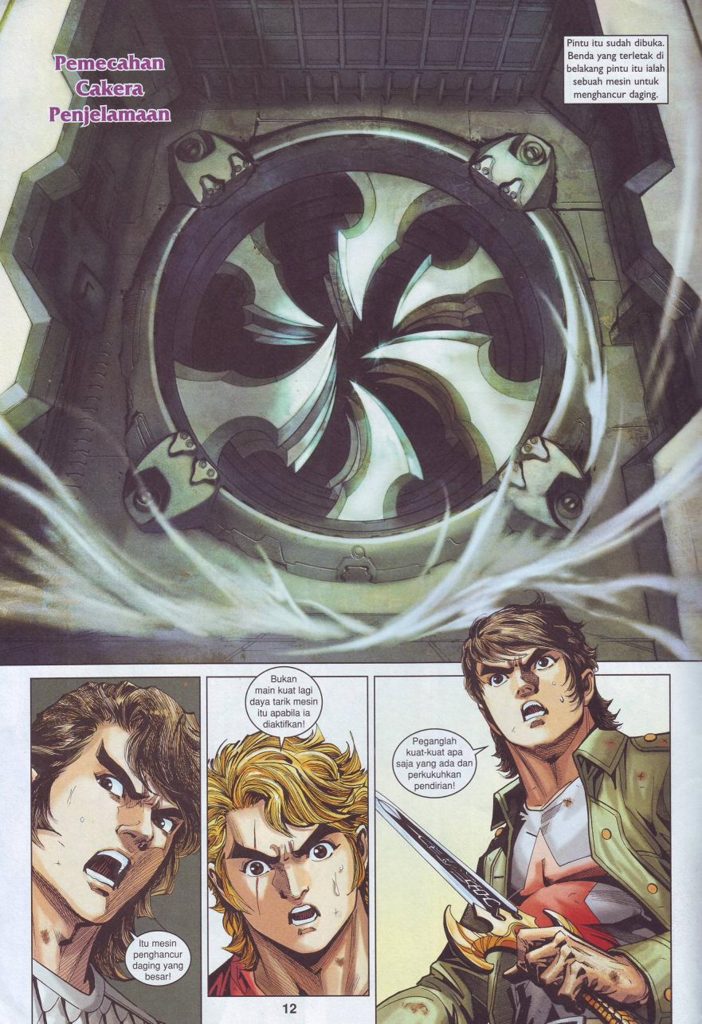 Pemecahan
Cakera
Penjelamaan
Pintu itu sudah dibuka.
Benda yang terletak di
belakang pintu itu ialah
sebuah mesin untuk
menghancur daging.
Bukan
main kuat lagi
daya tarik mesin
itu apabila ia
diaktifkan!
Peganglah
kuat-kuat apa
saja yang ada dan
perkukuhkan
pendirian!
Itu mesin
penghancur
daging yang
besar!
12